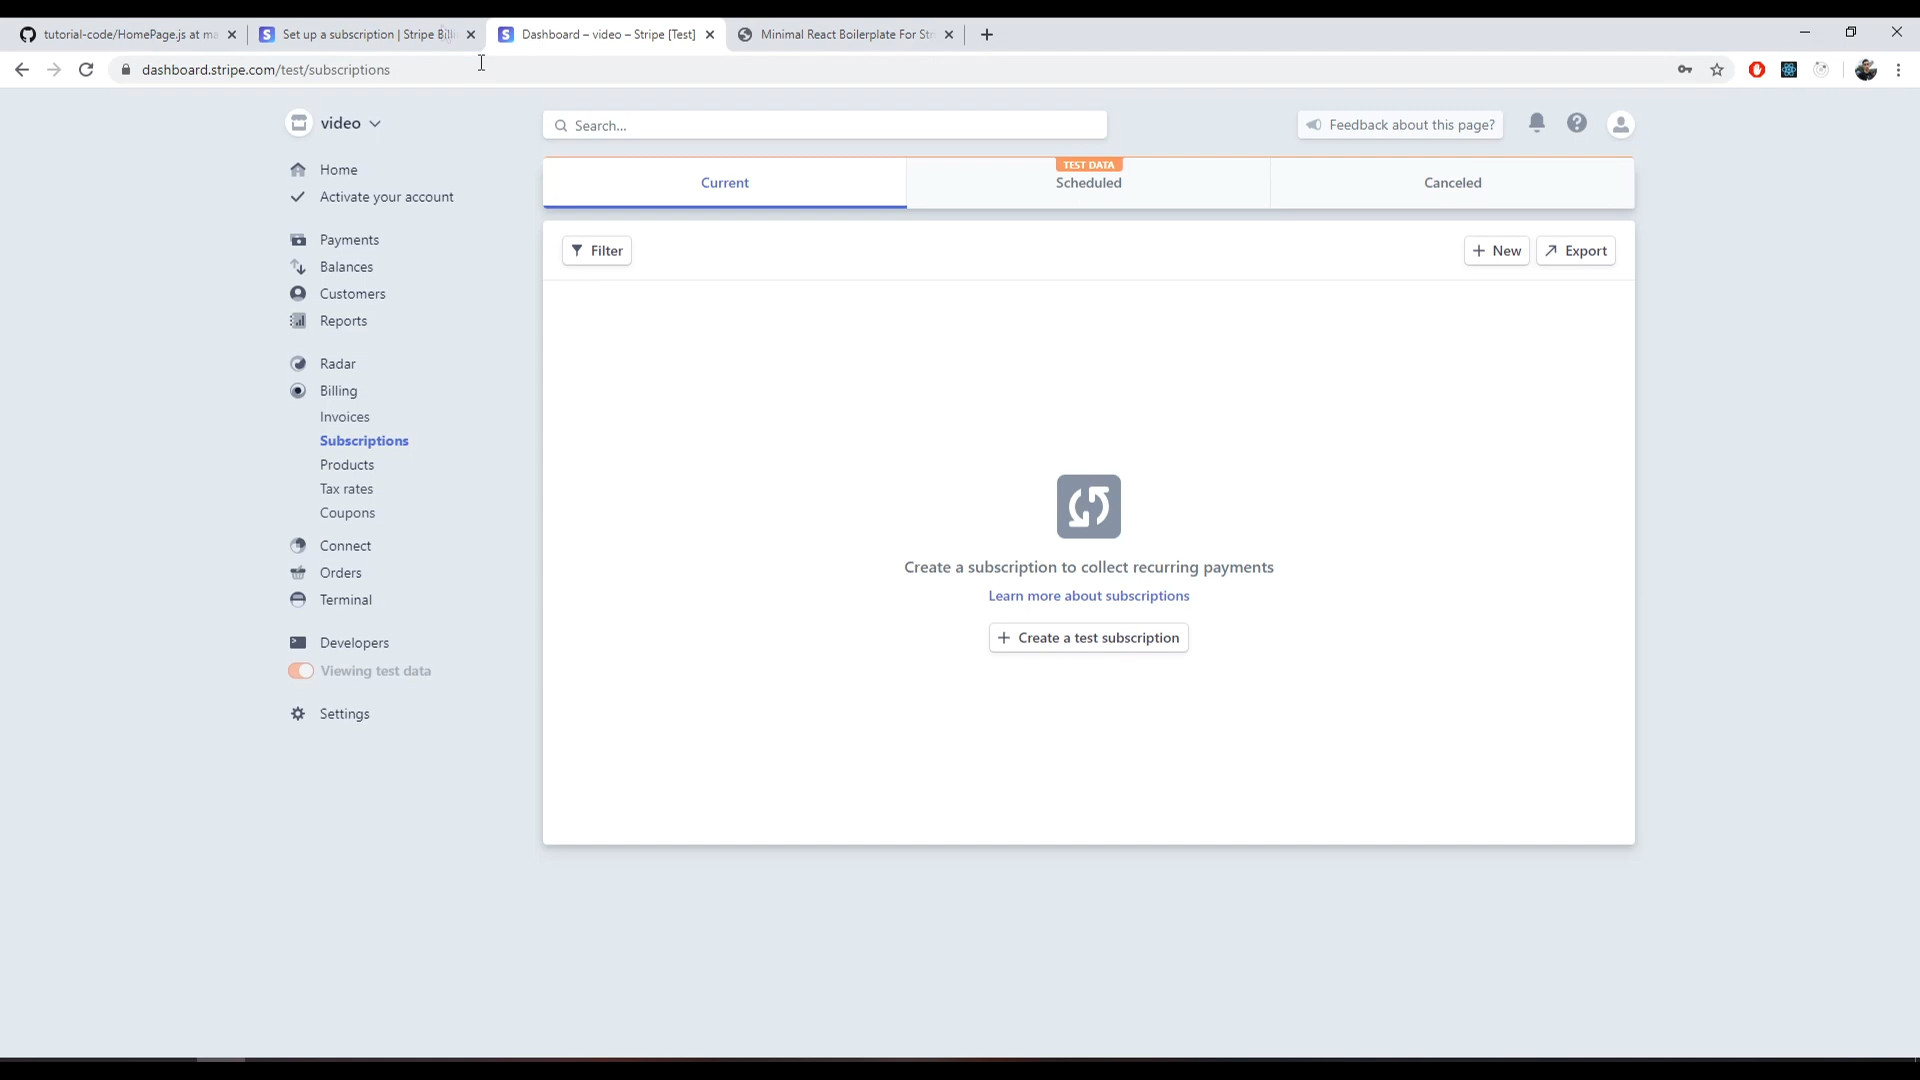 tutorial-code/HomePage.js at ma
Set up a subscription | Stripe Billi
Dashboard – video – Stripe [Test]
Minimal React Boilerplate For Str
dashboard.stripe.com/test/subscriptions
video
Search...
Feedback about this page?
Home
Activate your account
Payments
Balances
Customers
Reports
Radar
Billing
Invoices
Subscriptions
Products
Tax rates
Coupons
Connect
Orders
Terminal
Developers
Viewing test data
Settings
Current
TEST DATA
Scheduled
Canceled
Filter
New
Export
Create a subscription to collect recurring payments
Learn more about subscriptions
Create a test subscription